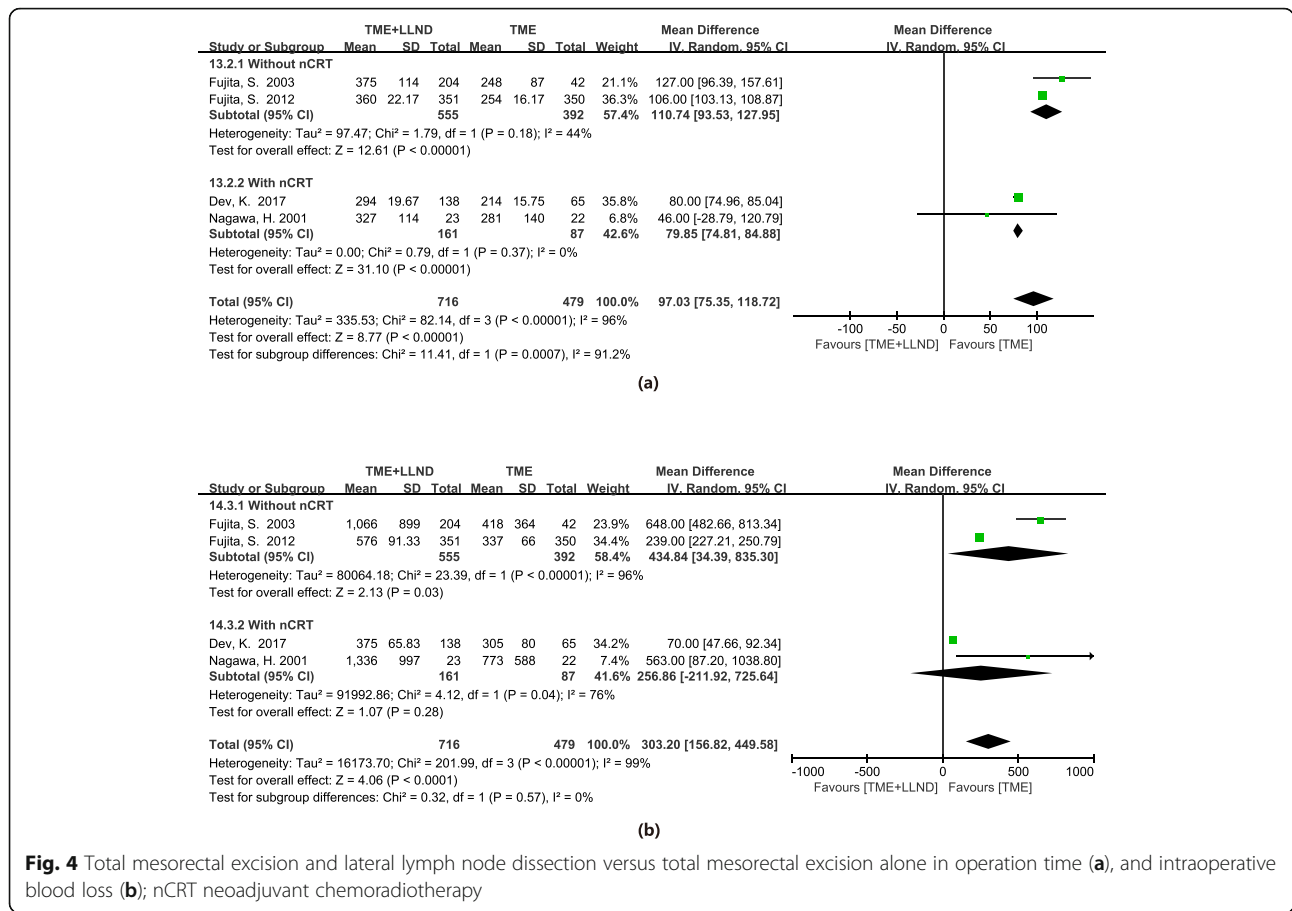 TME+LLND TME Mean Difference Mean Difference
Study or Subgroup Mean SD Total Mean SD Total Weight IV. Random. 95% CI IV. Random. 95% CI
13.2.1 Without nCRT
Fujita, S. 2003 375 114 204 248 87 42 21.1% 127.00 [96.39, 157.61]
Fujita, S. 2012 360 22.17 351 254 16.17 350 36.3% 106.00 [103.13, 108.87]
Subtotal (95% CI) 555 392 57.4% 110.74 [93.53, 127.95]
Heterogeneity: Tau² = 97.47; Chi² = 1.79, df = 1 (P = 0.18); I² = 44%
Test for overall effect: Z = 12.61 (P < 0.00001)
13.2.2 With nCRT
Dev, K. 2017 294 19.67 138 214 15.75 65 35.8% 80.00 [74.96, 85.04]
Nagawa, H. 2001 327 114 23 281 140 22 6.8% 46.00 [-28.79, 120.79]
Subtotal (95% CI) 161 87 42.6% 79.85 [74.81, 84.88]
Heterogeneity: Tau² = 0.00; Chi² = 0.79, df = 1 (P = 0.37); I² = 0%
Test for overall effect: Z = 31.10 (P < 0.00001)
Total (95% CI) 716 479 100.0% 97.03 [75.35, 118.72]
Heterogeneity: Tau² = 335.53; Chi² = 82.14, df = 3 (P < 0.00001); I² = 96%
Test for overall effect: Z = 8.77 (P < 0.00001)
Test for subgroup differences: Chi² = 11.41, df = 1 (P = 0.0007), I² = 91.2%
-100 -50 0 50 100
Favours [TME+LLND] Favours [TME]
(a)
TME+LLND TME Mean Difference Mean Difference
Study or Subgroup Mean SD Total Mean SD Total Weight IV. Random. 95% CI IV. Random. 95% CI
14.3.1 Without nCRT
Fujita, S. 2003 1,066 899 204 418 364 42 23.9% 648.00 [482.66, 813.34]
Fujita, S. 2012 576 91.33 351 337 66 350 34.4% 239.00 [227.21, 250.79]
Subtotal (95% CI) 555 392 58.4% 434.84 [34.39, 835.30]
Heterogeneity: Tau² = 80064.18; Chi² = 23.39, df = 1 (P < 0.00001); I² = 96%
Test for overall effect: Z = 2.13 (P = 0.03)
14.3.2 With nCRT
Dev, K. 2017 375 65.83 138 305 80 65 34.2% 70.00 [47.66, 92.34]
Nagawa, H. 2001 1,336 997 23 773 588 22 7.4% 563.00 [87.20, 1038.80]
Subtotal (95% CI) 161 87 41.6% 256.86 [-211.92, 725.64]
Heterogeneity: Tau² = 91992.86; Chi² = 4.12, df = 1 (P = 0.04); I² = 76%
Test for overall effect: Z = 1.07 (P = 0.28)
Total (95% CI) 716 479 100.0% 303.20 [156.82, 449.58]
Heterogeneity: Tau² = 16173.70; Chi² = 201.99, df = 3 (P < 0.00001); I² = 99%
Test for overall effect: Z = 4.06 (P < 0.0001)
Test for subgroup differences: Chi² = 0.32, df = 1 (P = 0.57), I² = 0%
-1000 -500 0 500 1000
Favours [TME+LLND] Favours [TME]
(b)
Fig. 4 Total mesorectal excision and lateral lymph node dissection versus total mesorectal excision alone in operation time (a), and intraoperative
blood loss (b); nCRT neoadjuvant chemoradiotherapy